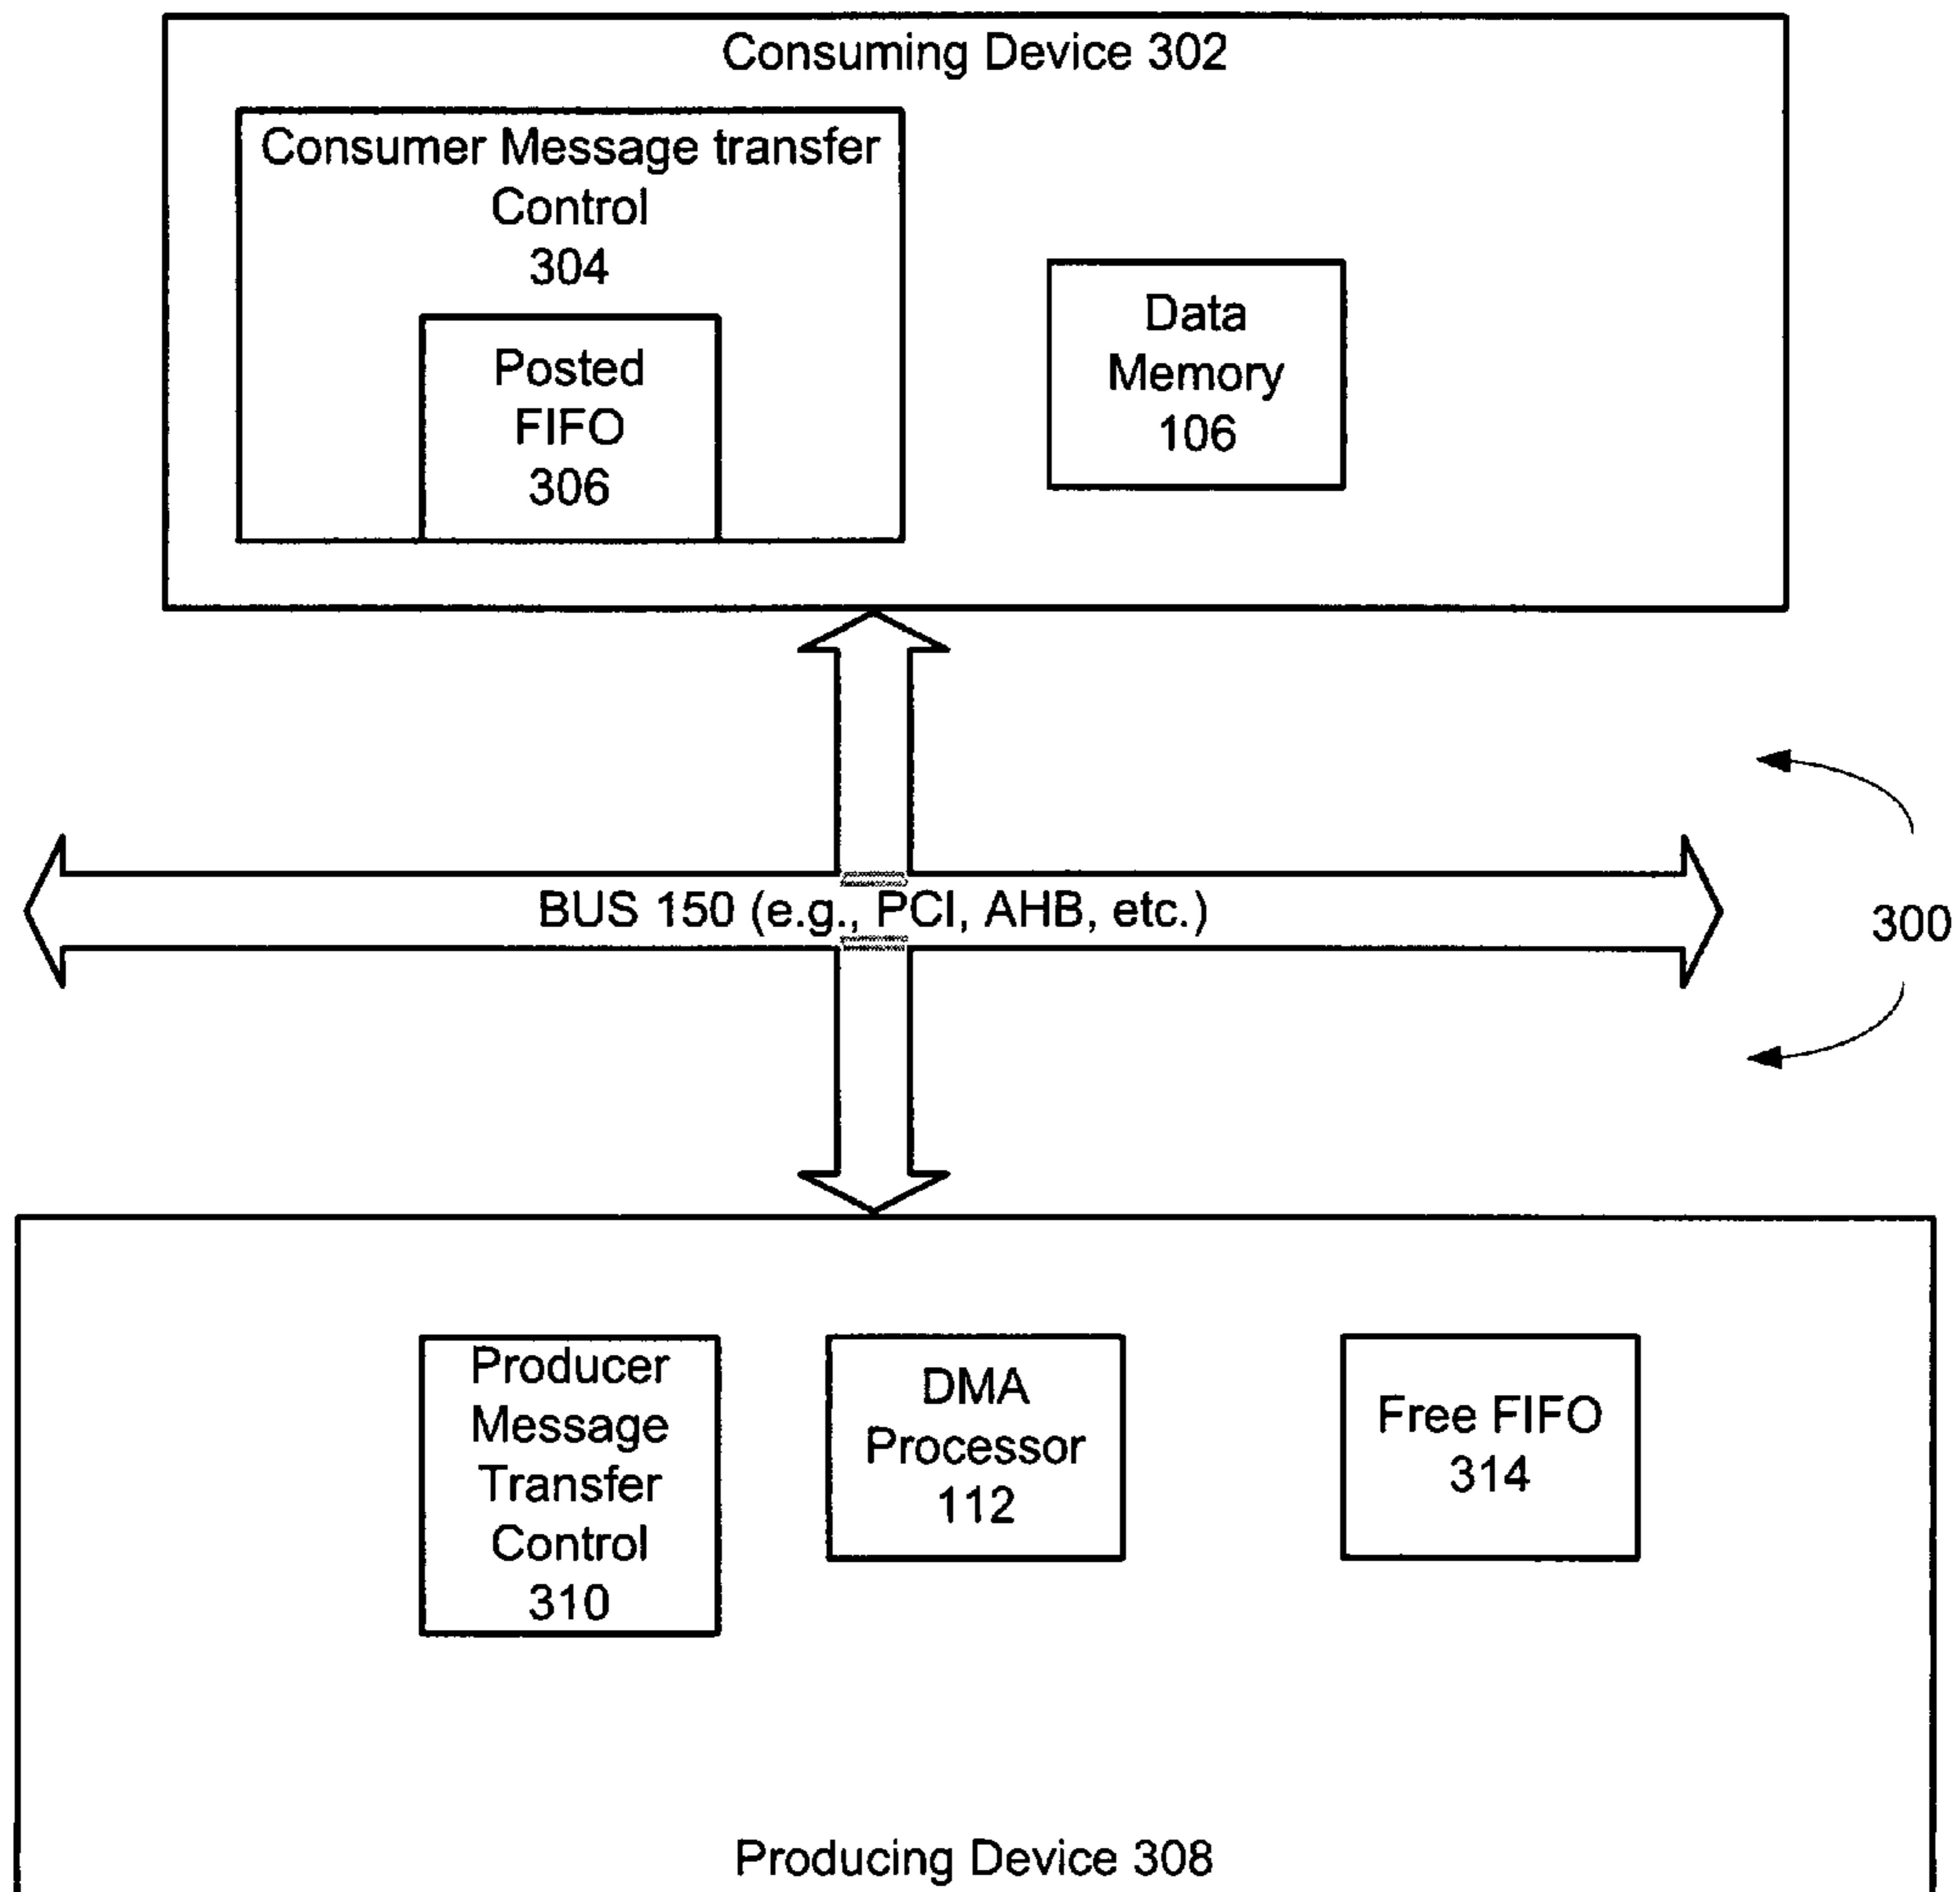 Consuming Device 302
Consumer Message transfer
Control
304
Posted
FIFO
306
Data
Memory
106
BUS 150 (e.g., PCI, AHB, etc.)
300
Producer
Message
Transfer
Control
310
DMA
Processor
112
Free FIFO
314
Producing Device 308